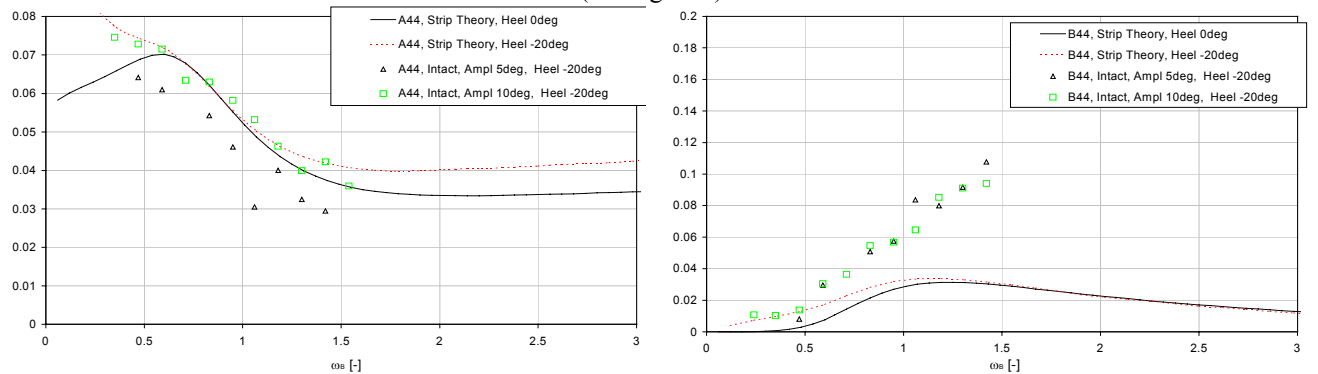 A44, Strip Theory, Heel 0deg
A44, Strip Theory, Heel -20deg
A44, Intact, Ampl 5deg, Heel -20deg
A44, Intact, Ampl 10deg, Heel -20deg
0.08
0.07
0.06
0.05
0.04
0.03
0.02
0.01
0
0 0.5 1 1.5 2 2.5 3
ωB [-]
B44, Strip Theory, Heel 0deg
B44, Strip Theory, Heel -20deg
B44, Intact, Ampl 5deg, Heel -20deg
B44, Intact, Ampl 10deg, Heel -20deg
0.2
0.18
0.16
0.14
0.12
0.1
0.08
0.06
0.04
0.02
0
0 0.5 1 1.5 2 2.5 3
ωB [-]